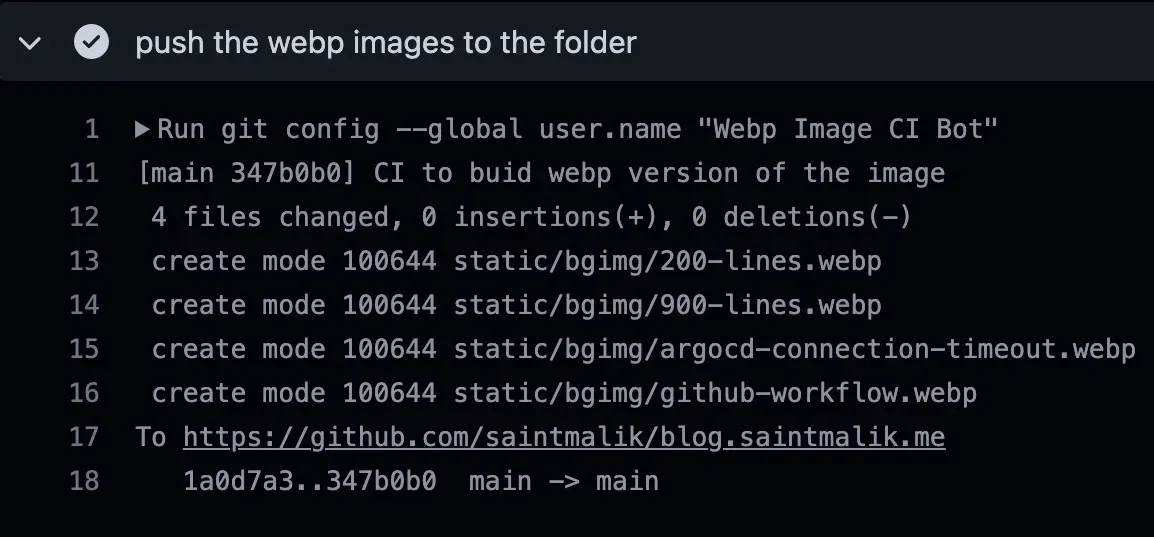 push the webp images to the folder
1 ▶Run git config --global user.name "Webp Image CI Bot"
11 [main 347b0b0] CI to buid webp version of the image
12 4 files changed, 0 insertions(+), 0 deletions(-)
13 create mode 100644 static/bgimg/200-lines.webp
14 create mode 100644 static/bgimg/900-lines.webp
15 create mode 100644 static/bgimg/argocd-connection-timeout.webp
16 create mode 100644 static/bgimg/github-workflow.webp
17 To https://github.com/saintmalik/blog.saintmalik.me
18 1a0d7a3..347b0b0  main -> main